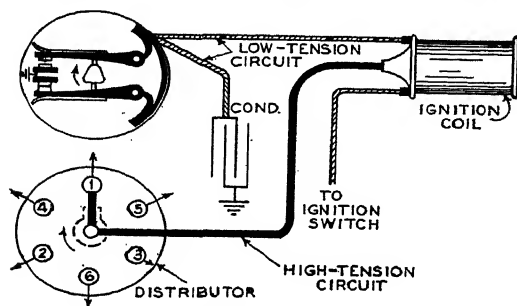 LOW-TENSION
CIRCUIT
COND.
IGNITION
COIL
TO
IGNITION
SWITCH
1
4
5
2
3
6
HIGH-TENSION
CIRCUIT
DISTRIBUTOR